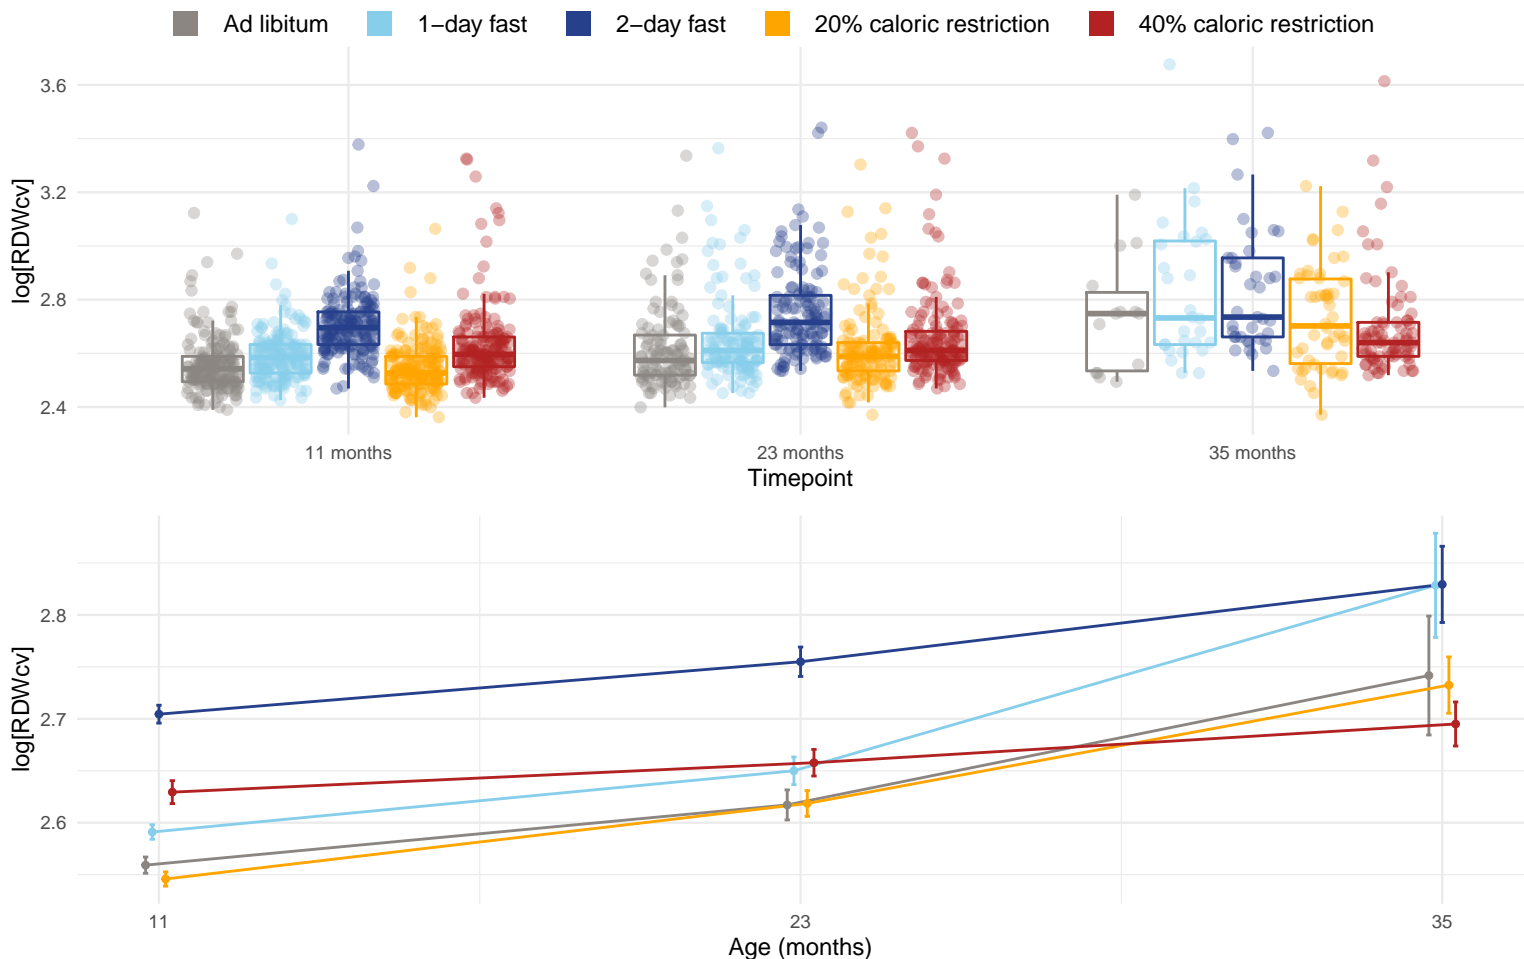 Ad libitum 1−day fast 2−day fast 20% caloric restriction 40% caloric restriction
3.6
3.2
2.8
2.4
log[RDWcv]
11 months 23 months 35 months
Timepoint
2.8
2.7
2.6
log[RDWcv]
11 23 35
Age (months)